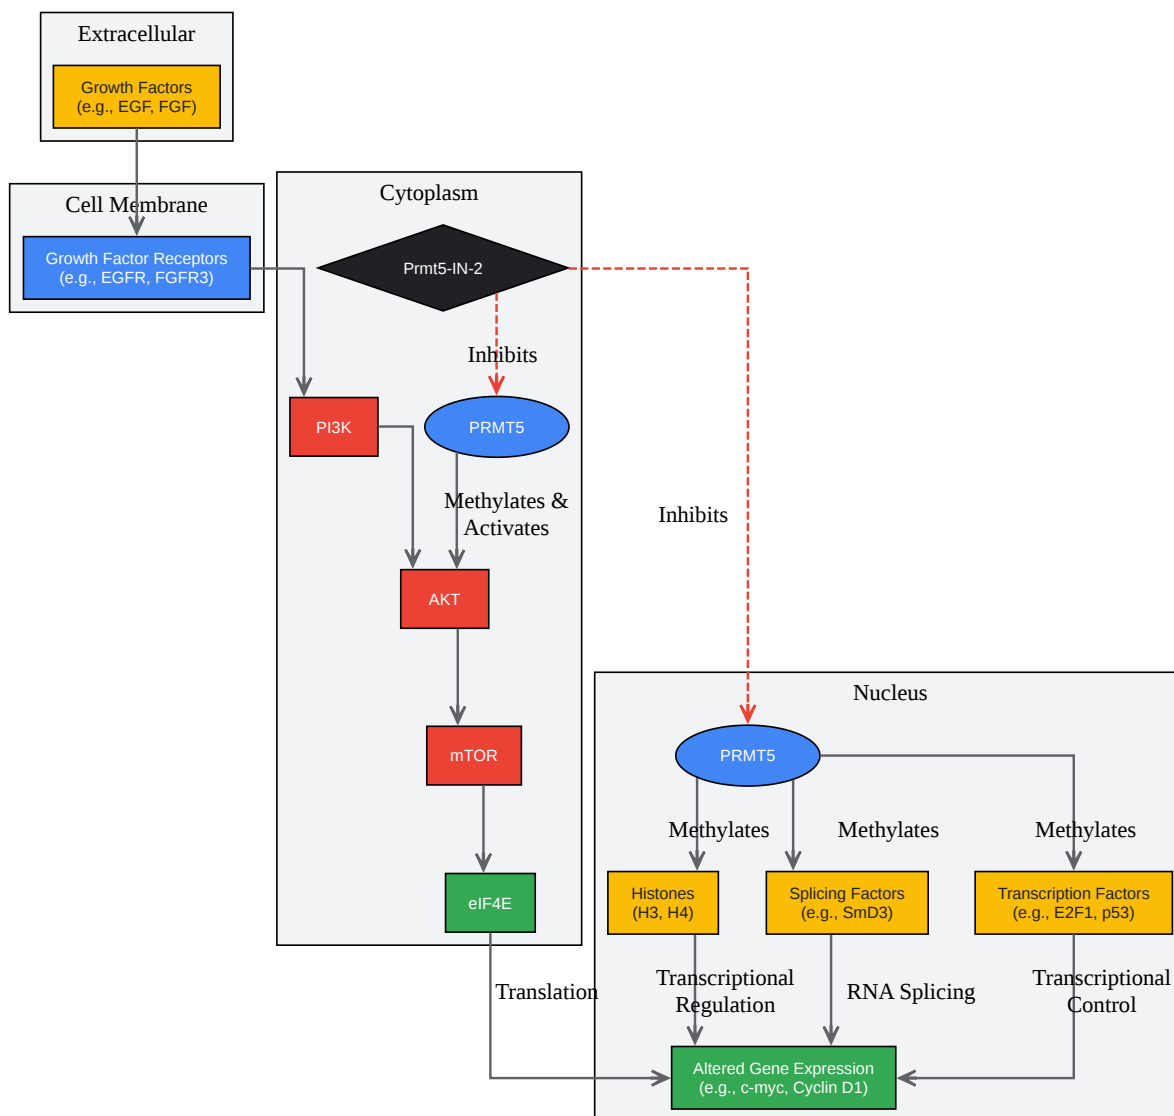 Extracellular
Growth Factors
(e.g., EGF, FGF)
Cell Membrane
Growth Factor Receptors
(e.g., EGFR, FGFR3)
Cytoplasm
Prmt5-IN-2
Inhibits
PI3K
PRMT5
Methylates &
Activates
Inhibits
AKT
mTOR
eIF4E
Translation
Nucleus
PRMT5
Methylates
Methylates
Methylates
Histones
(H3, H4)
Splicing Factors
(e.g., SmD3)
Transcription Factors
(e.g., E2F1, p53)
Transcriptional
Regulation
RNA Splicing
Transcriptional
Control
Altered Gene Expression
(e.g., c-myc, Cyclin D1)